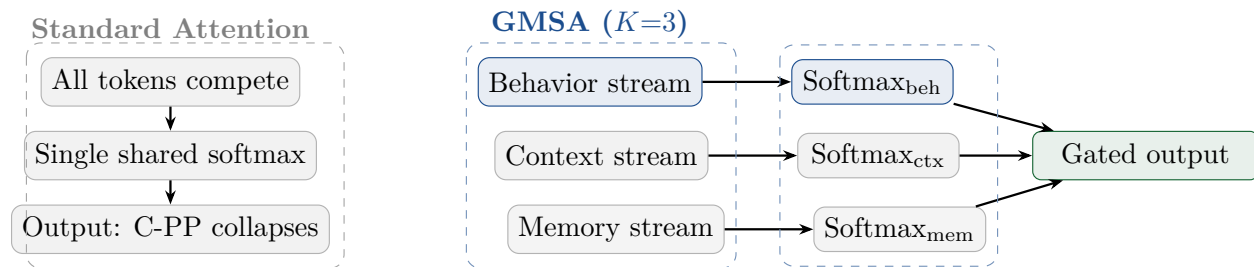 Standard Attention
All tokens compete
Single shared softmax
Output: C-PP collapses
GMSA (K=3)
Behavior stream
Softmax_beh
Context stream
Softmax_ctx
Gated output
Memory stream
Softmax_mem